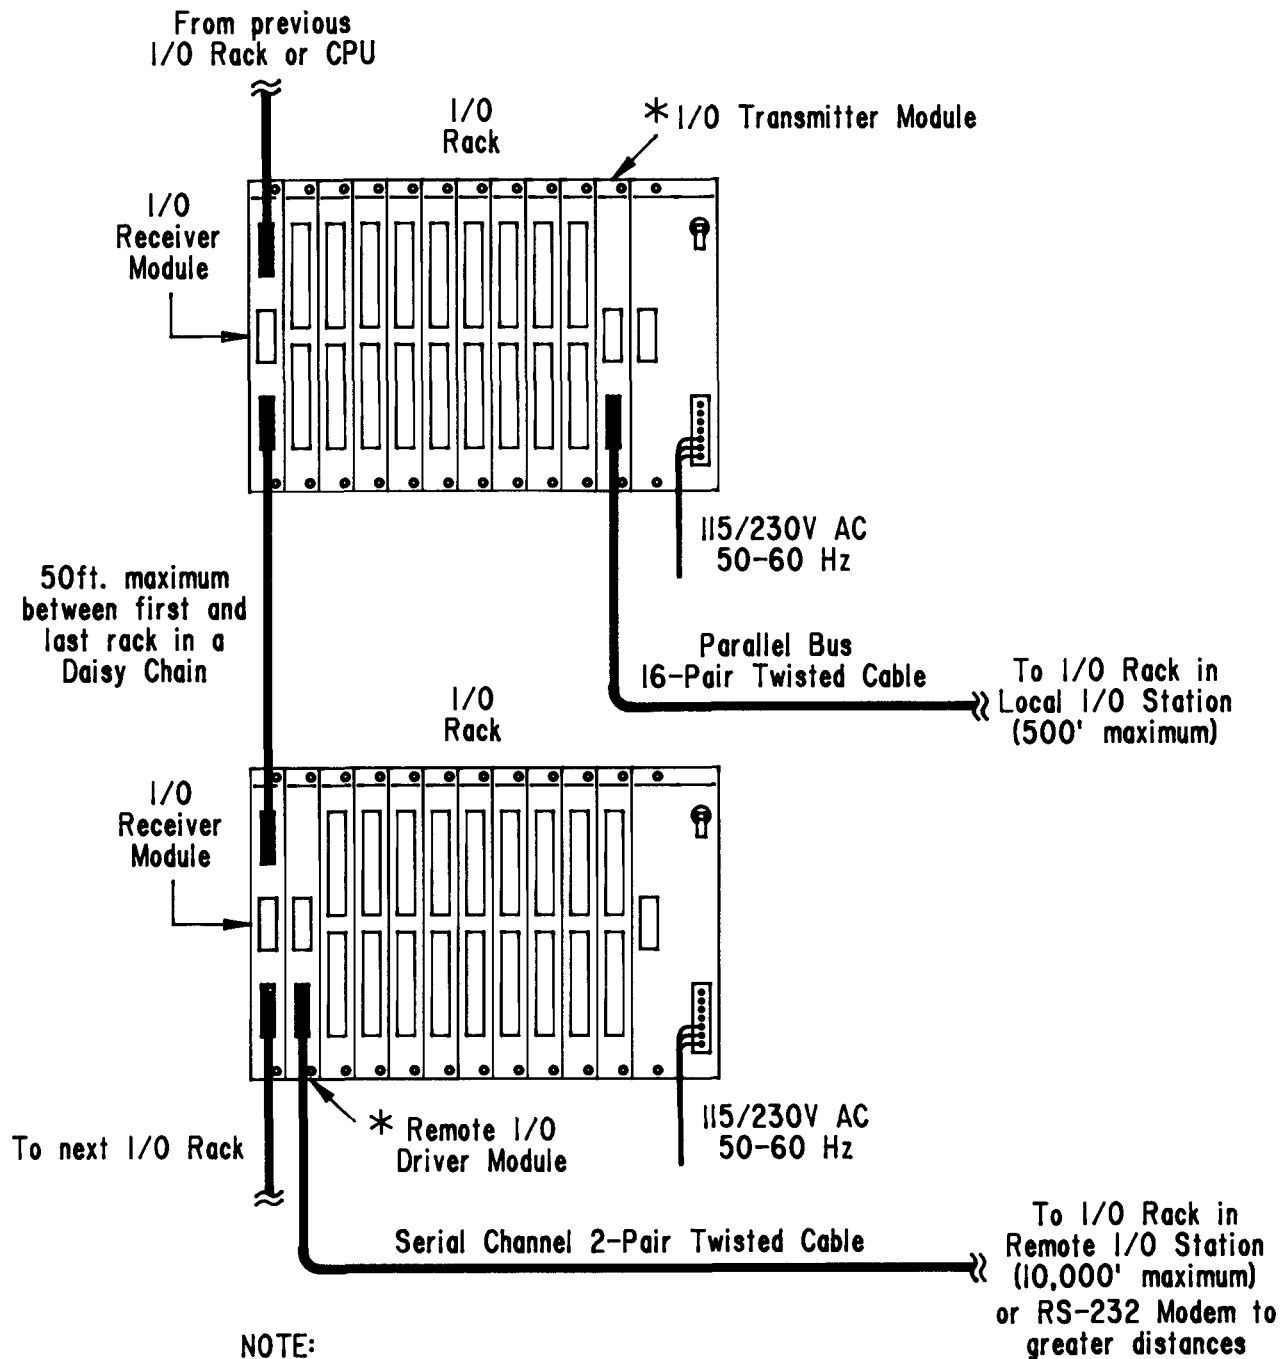 From previous
I/O Rack or CPU
I/O
Rack
* I/O Transmitter Module
I/O
Receiver
Module
115/230V AC
50-60 Hz
50ft. maximum
between first and
last rack in a
Daisy Chain
Parallel Bus
16-Pair Twisted Cable
To I/O Rack in
Local I/O Station
(500' maximum)
I/O
Rack
I/O
Receiver
Module
115/230V AC
50-60 Hz
* Remote I/O
Driver Module
To next I/O Rack
Serial Channel 2-Pair Twisted Cable
To I/O Rack in
Remote I/O Station
(10,000' maximum)
or RS-232 Modem to
greater distances
NOTE: